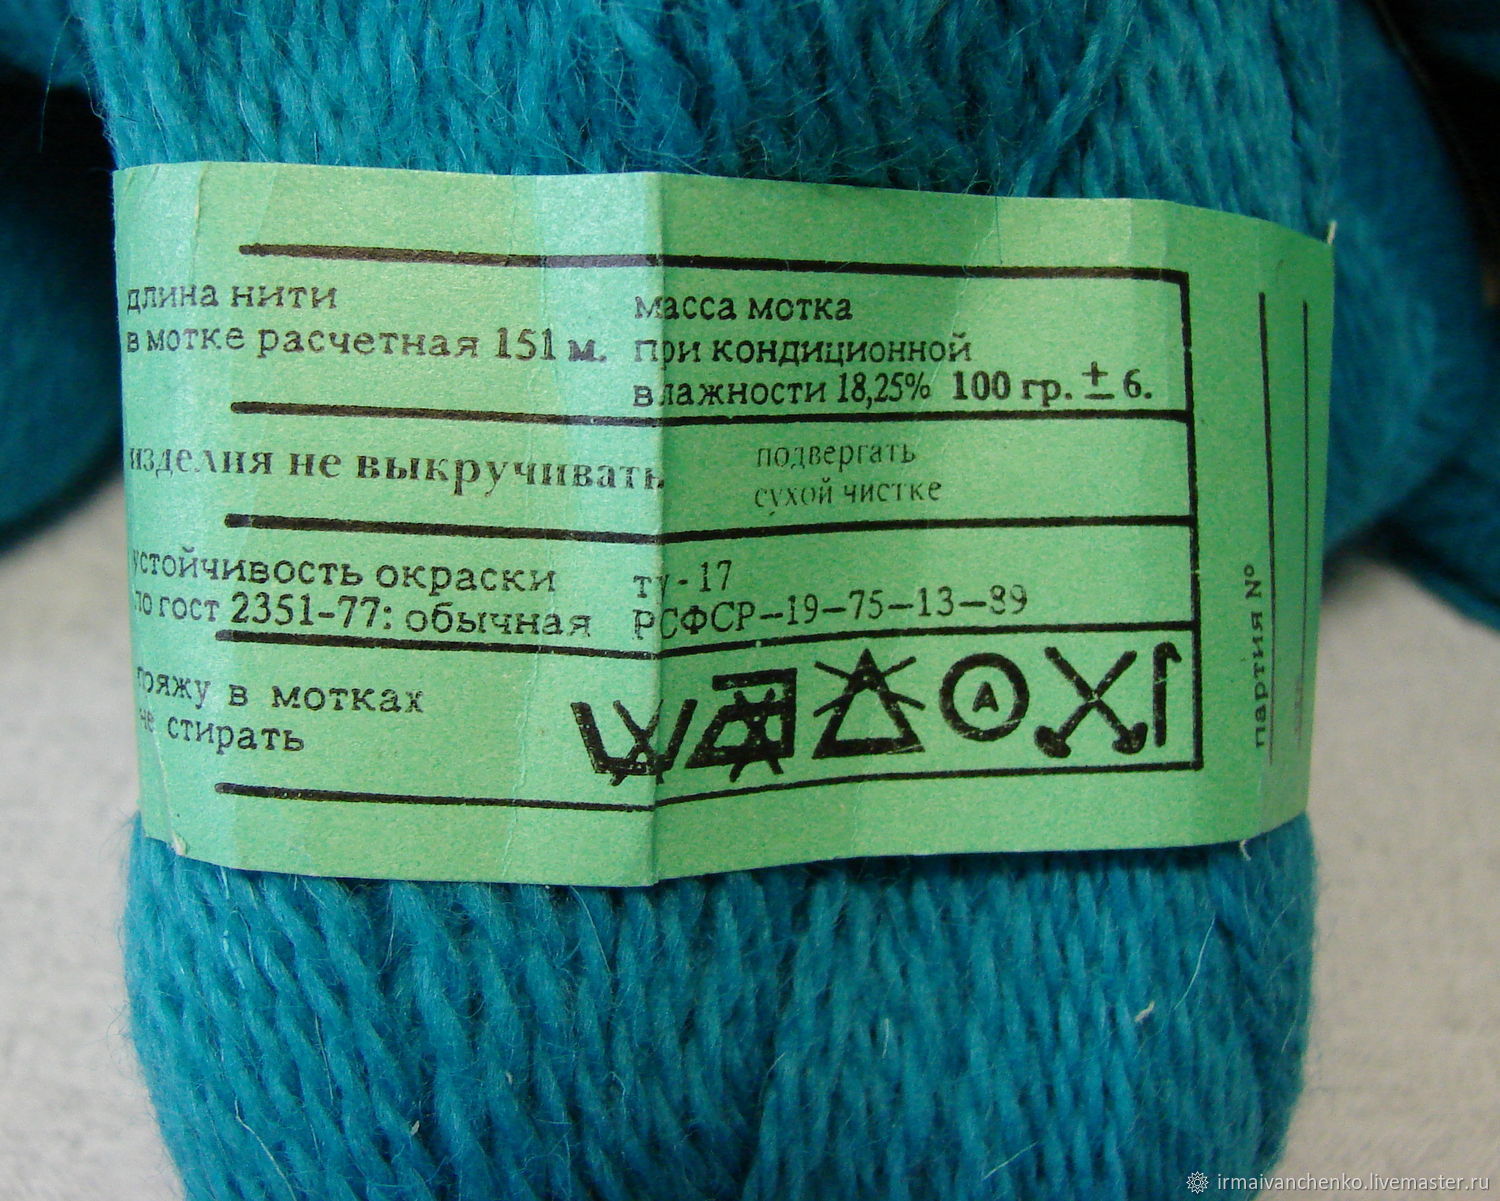 длина нити
в мотке расчетная 151 м.
масса мотка
при кондиционной
влажности 18,25% 100 гр. ± 6.
изделия не выкручивать
подвергать
сухой чистке
устойчивость окраски
по гост 2351-77: обычная
ту-17
РСФСР-19-75-13-89
пряжу в мотках
не стирать
А
партия №
irmaivanchenko.livemaster.ru